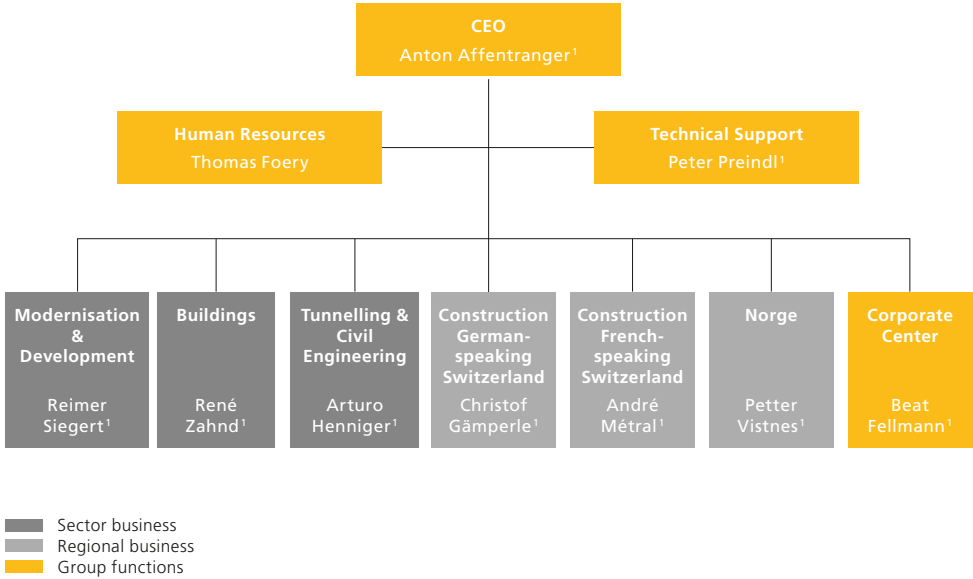 CEO
Anton Affentranger¹
Human Resources
Thomas Foery
Technical Support
Peter Preindl¹
Modernisation
&
Development
Reimer
Siegert¹
Buildings
René
Zahnd¹
Tunnelling &
Civil
Engineering
Arturo
Henniger¹
Construction
German-
speaking
Switzerland
Christof
Gämperle¹
Construction
French-
speaking
Switzerland
André
Métral¹
Norge
Petter
Vistnes¹
Corporate
Center
Beat
Fellmann¹
Sector business
Regional business
Group functions